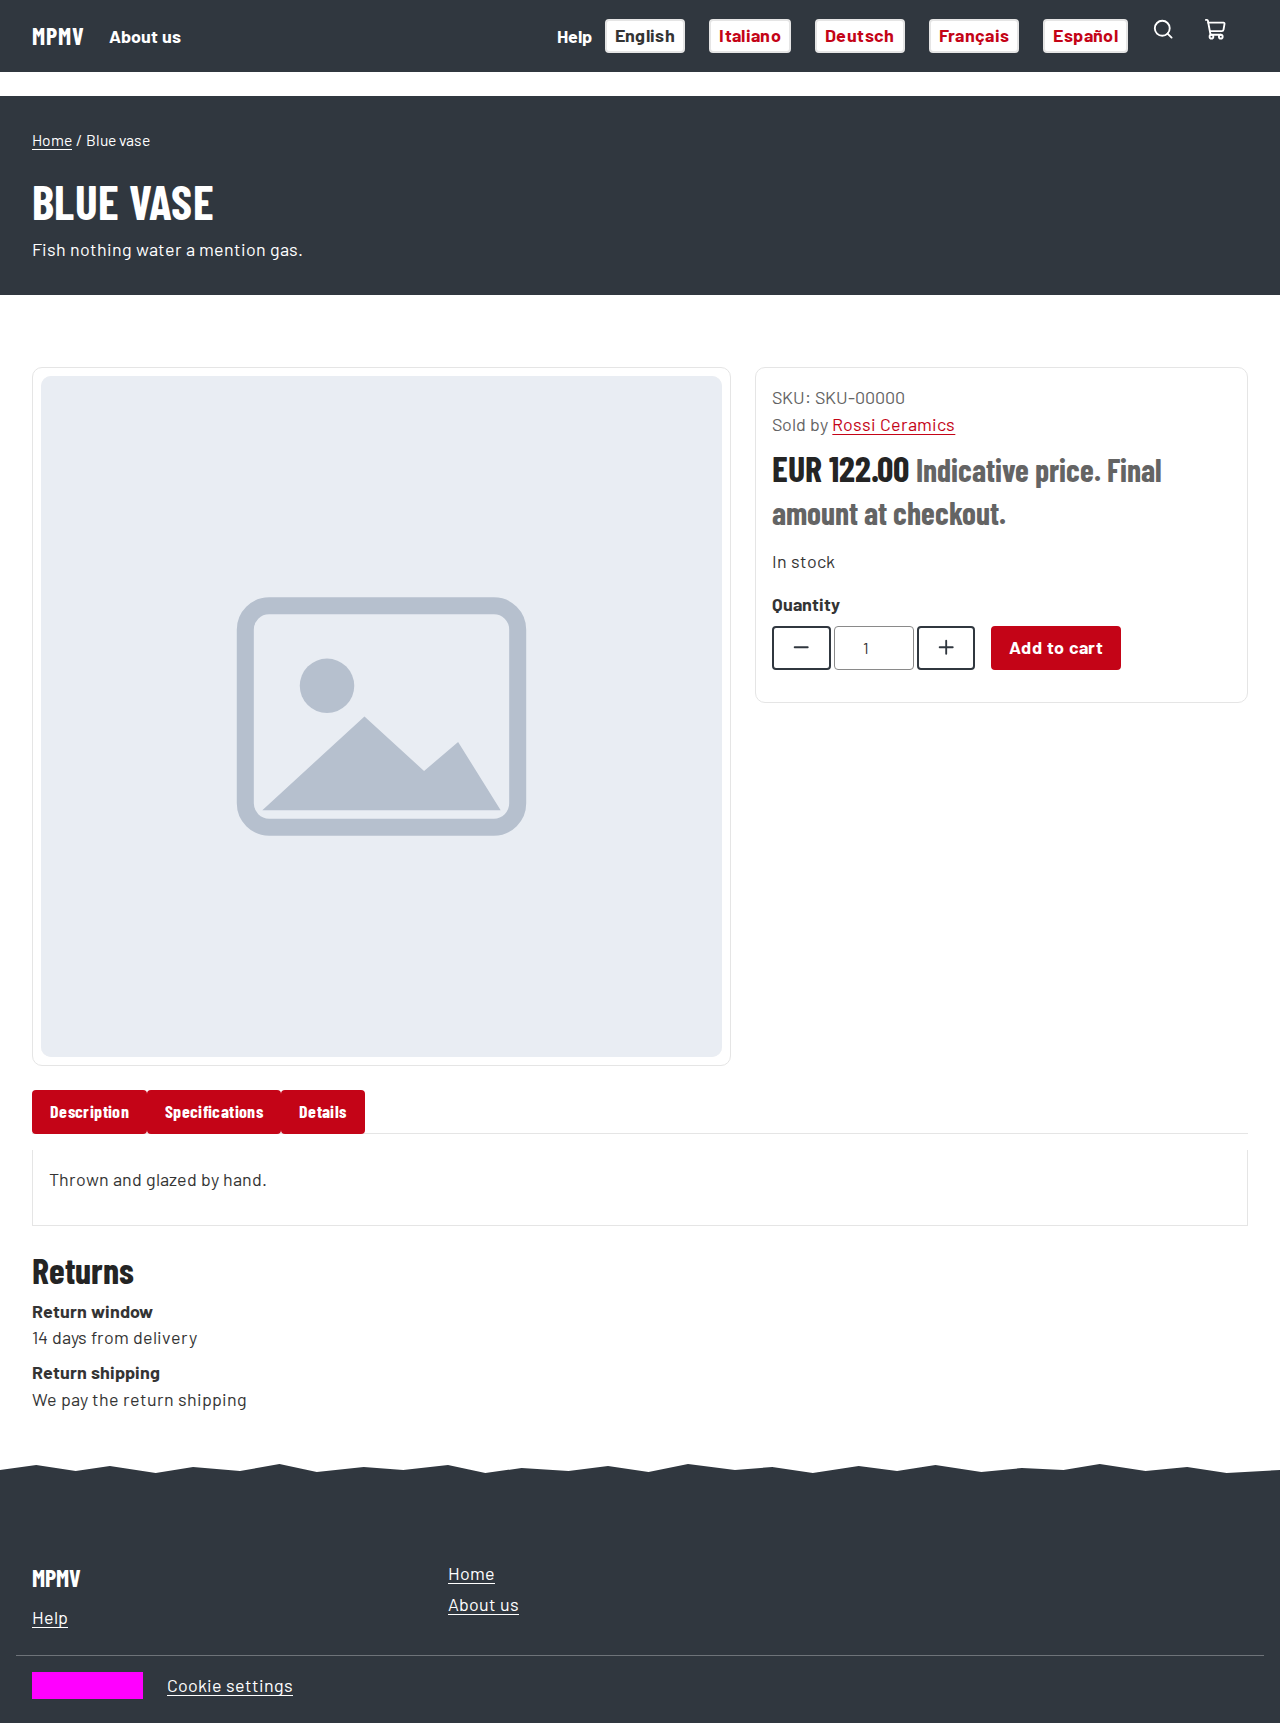 MPMV About us Help English Italiano Deutsch Français Español
Home / Blue vase
BLUE VASE
Fish nothing water a mention gas.
SKU: SKU-00000
Sold by Rossi Ceramics
EUR 122.00 Indicative price. Final
amount at checkout.
In stock
Quantity
1 Add to cart
Description Specifications Details
Thrown and glazed by hand.
Returns
Return window
14 days from delivery
Return shipping
We pay the return shipping
MPMV
Help
Home
About us
Cookie settings